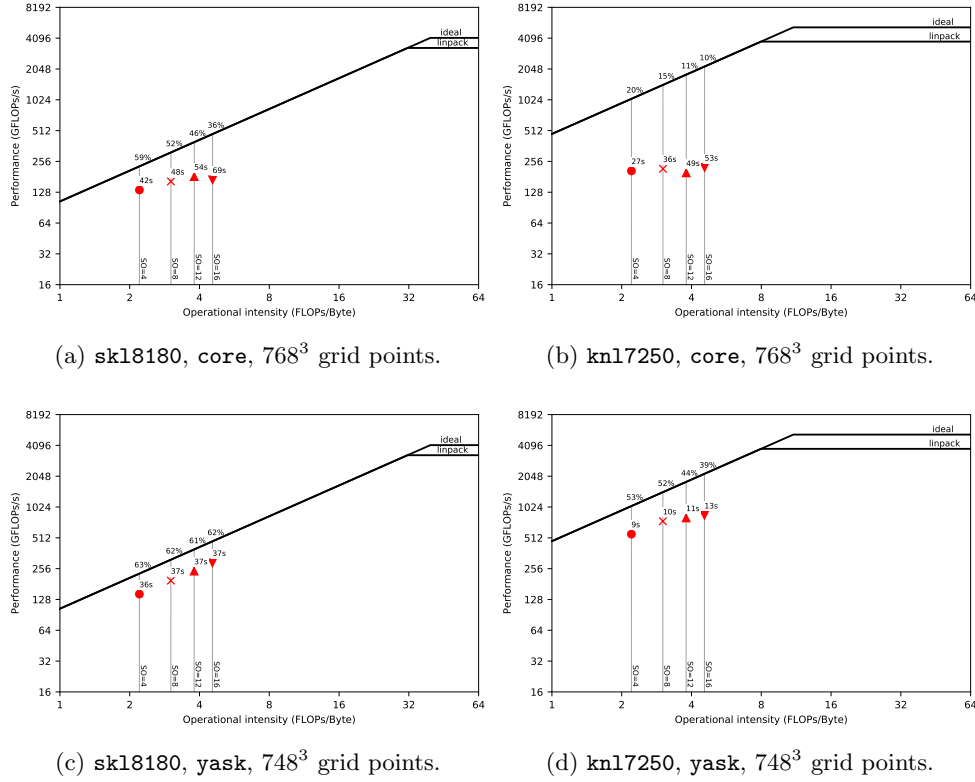 8192
4096
2048
1024
512
256
128
64
32
16
Performance (GFLOPs/s)
ideal
linpack
59%
52%
46%
36%
42s
48s
54s
69s
SO=4
SO=8
SO=12
SO=16
1 2 4 8 16 32 64
Operational intensity (FLOPs/Byte)
(a) skl8180, core, 768³ grid points.
8192
4096
2048
1024
512
256
128
64
32
16
Performance (GFLOPs/s)
ideal
linpack
20%
15%
11%
10%
27s
36s
49s
53s
SO=4
SO=8
SO=12
SO=16
1 2 4 8 16 32 64
Operational intensity (FLOPs/Byte)
(b) knl7250, core, 768³ grid points.
8192
4096
2048
1024
512
256
128
64
32
16
Performance (GFLOPs/s)
ideal
linpack
63%
62%
61%
62%
36s
37s
37s
37s
SO=4
SO=8
SO=12
SO=16
1 2 4 8 16 32 64
Operational intensity (FLOPs/Byte)
(c) skl8180, yask, 748³ grid points.
8192
4096
2048
1024
512
256
128
64
32
16
Performance (GFLOPs/s)
ideal
linpack
53%
52%
44%
39%
9s
10s
11s
13s
SO=4
SO=8
SO=12
SO=16
1 2 4 8 16 32 64
Operational intensity (FLOPs/Byte)
(d) knl7250, yask, 748³ grid points.